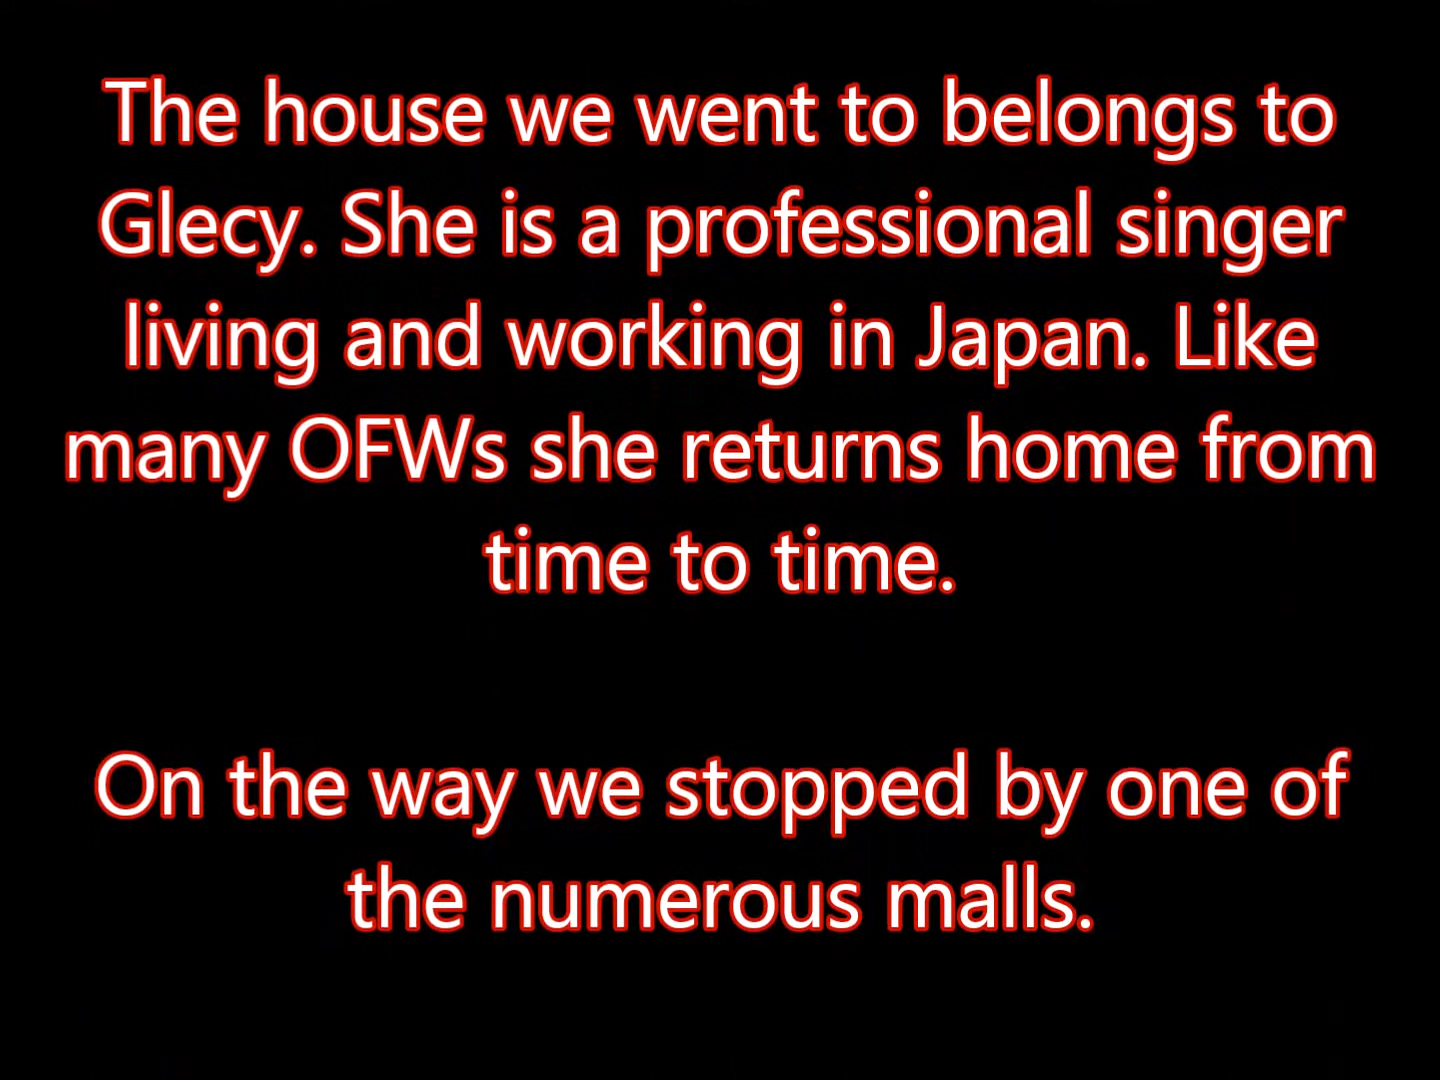 The house we went to belongs to
Glecy. She is a professional singer
living and working in Japan. Like
many OFWs she returns home from
time to time.
On the way we stopped by one of
the numerous malls.